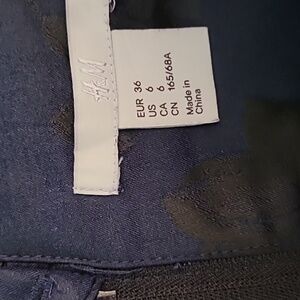 H&M
EUR 36
US 6
CA 6
CN 165/68A
Made in
China